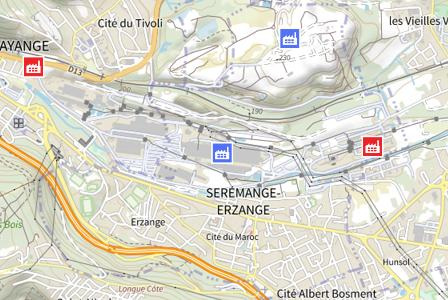 Cité du Tivoli
les Vieilles V
AYANGE
D13
230
200
190
SEREMANGE-
ERZANGE
Erzange
Cité du Maroc
Bois
Hunsol
Longue Côte
Cité Albert Bosment